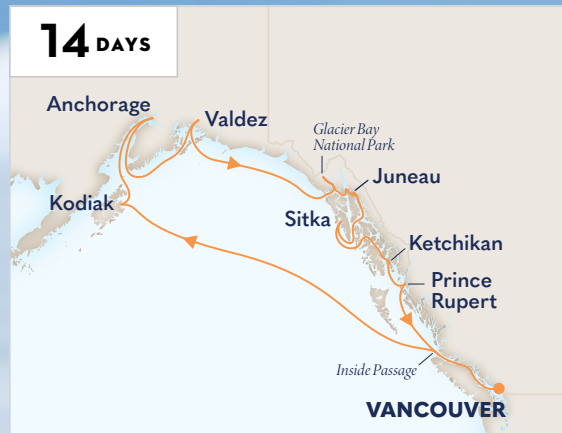 14 DAYS
Anchorage
Valdez
Glacier Bay
National Park
Juneau
Kodiak
Sitka
Ketchikan
Prince
Rupert
Inside Passage
VANCOUVER